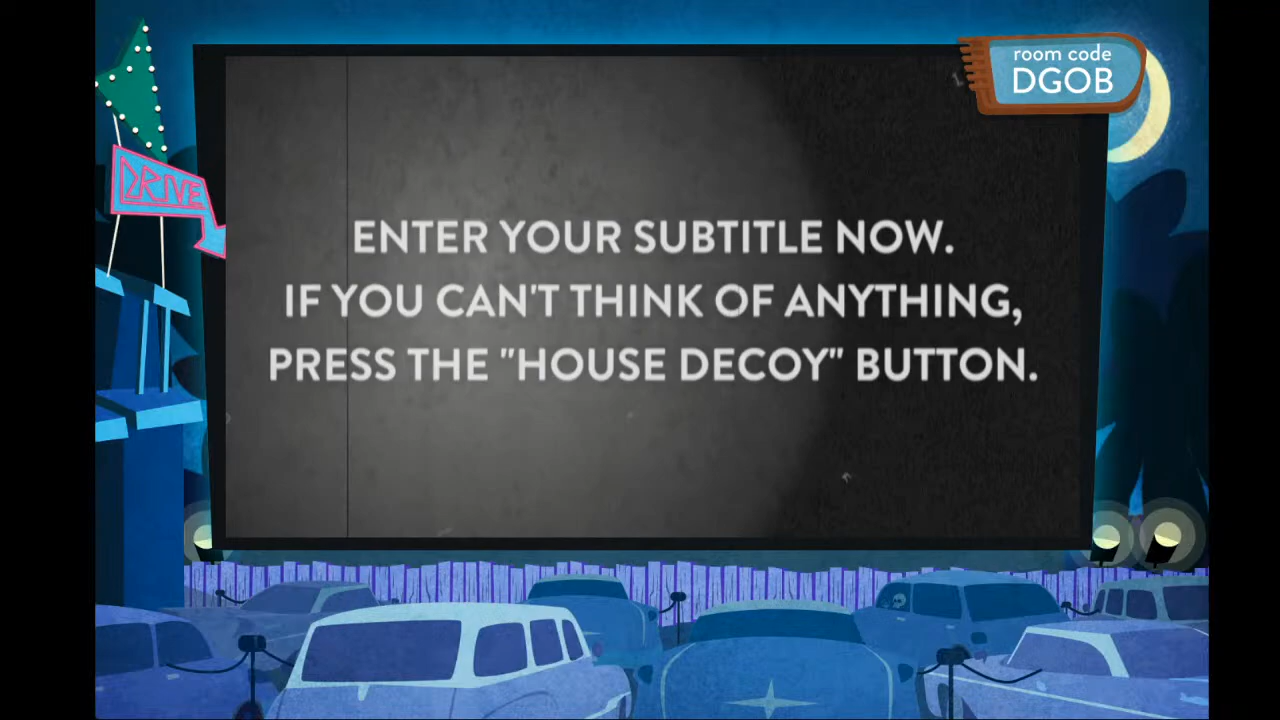 room code
DGOB
DRIVE
ENTER YOUR SUBTITLE NOW.
IF YOU CAN'T THINK OF ANYTHING,
PRESS THE "HOUSE DECOY" BUTTON.